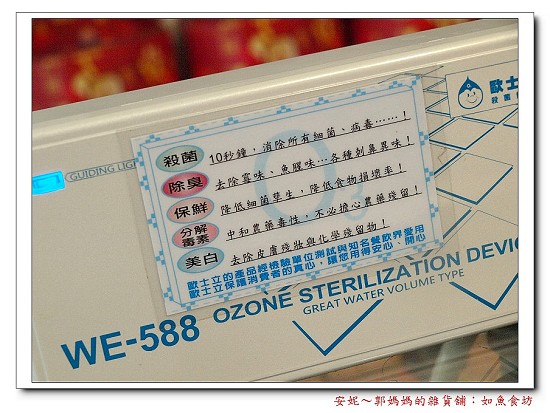 歐士
殺菌
GUIDING LIGH
殺菌 10秒鐘，消除所有細菌、病毒……！
除臭 去除霉味、魚腥味…各種刺鼻異味！
保鮮 降低細菌孳生，降低食物損壞率！
分解毒素 中和農藥毒性，不必擔心農藥殘留！
美白 去除皮膚殘妝與化學殘留物！
歐士立的產品經檢驗單位測試與知名餐飲界愛用
歐士立保護消費者的真心，讓您用得安心、開心
WE-588 OZONE STERILIZATION DEVIC
GREAT WATER VOLUME TYPE
安妮～郭媽媽的雜貨舖：如魚食坊